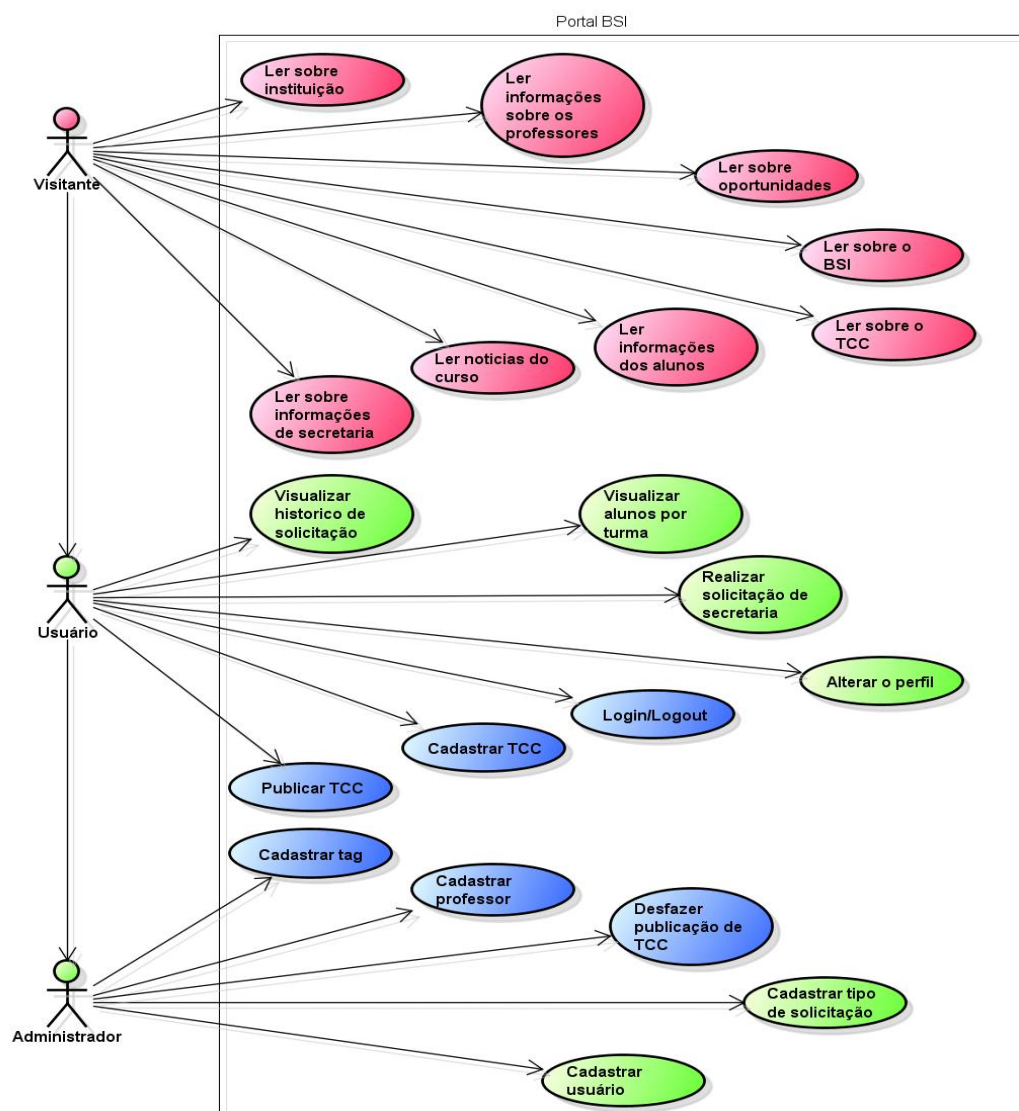 Portal BSI
Ler sobre
instituição
Ler
informações
sobre os
professores
Visitante
Ler sobre
oportunidades
Ler sobre o
BSI
Ler sobre o
TCC
Ler
informações
dos alunos
Ler noticias do
curso
Ler sobre
informações
de secretaria
Visualizar
historico de
solicitação
Visualizar
alunos por
turma
Realizar
solicitação de
secretaria
Usuário
Alterar o perfil
Login/Logout
Cadastrar TCC
Publicar TCC
Cadastrar tag
Cadastrar
professor
Desfazer
publicação de
TCC
Cadastrar tipo
de solicitação
Administrador
Cadastrar
usuário